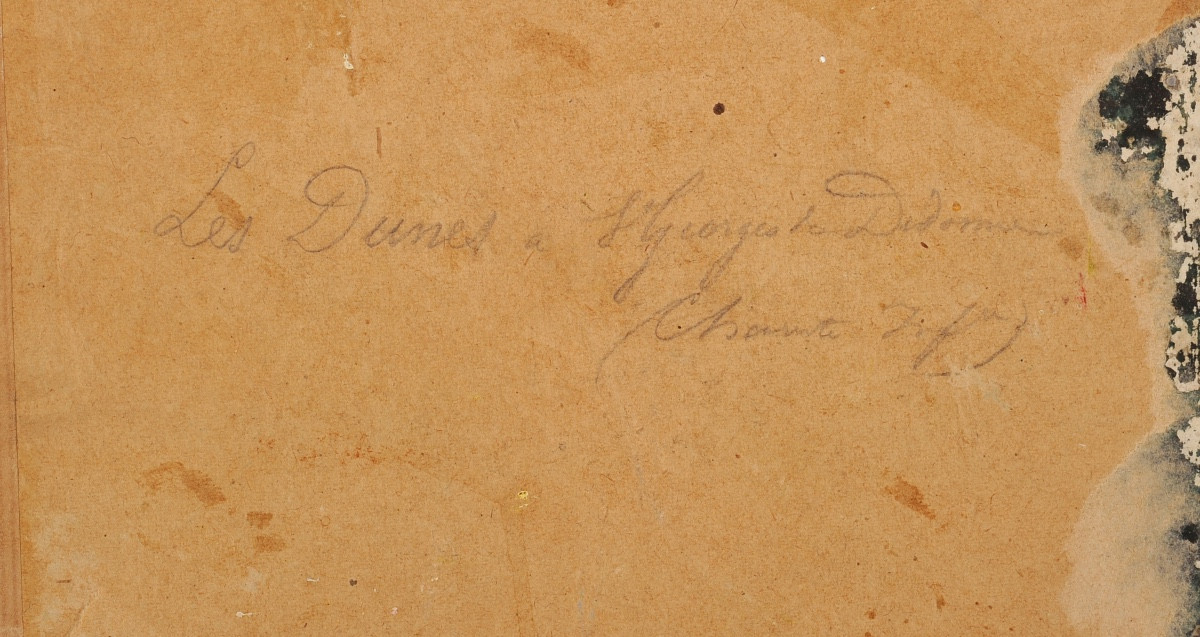 Les Dunes à St Georges de Didonne
(Charente Infre)